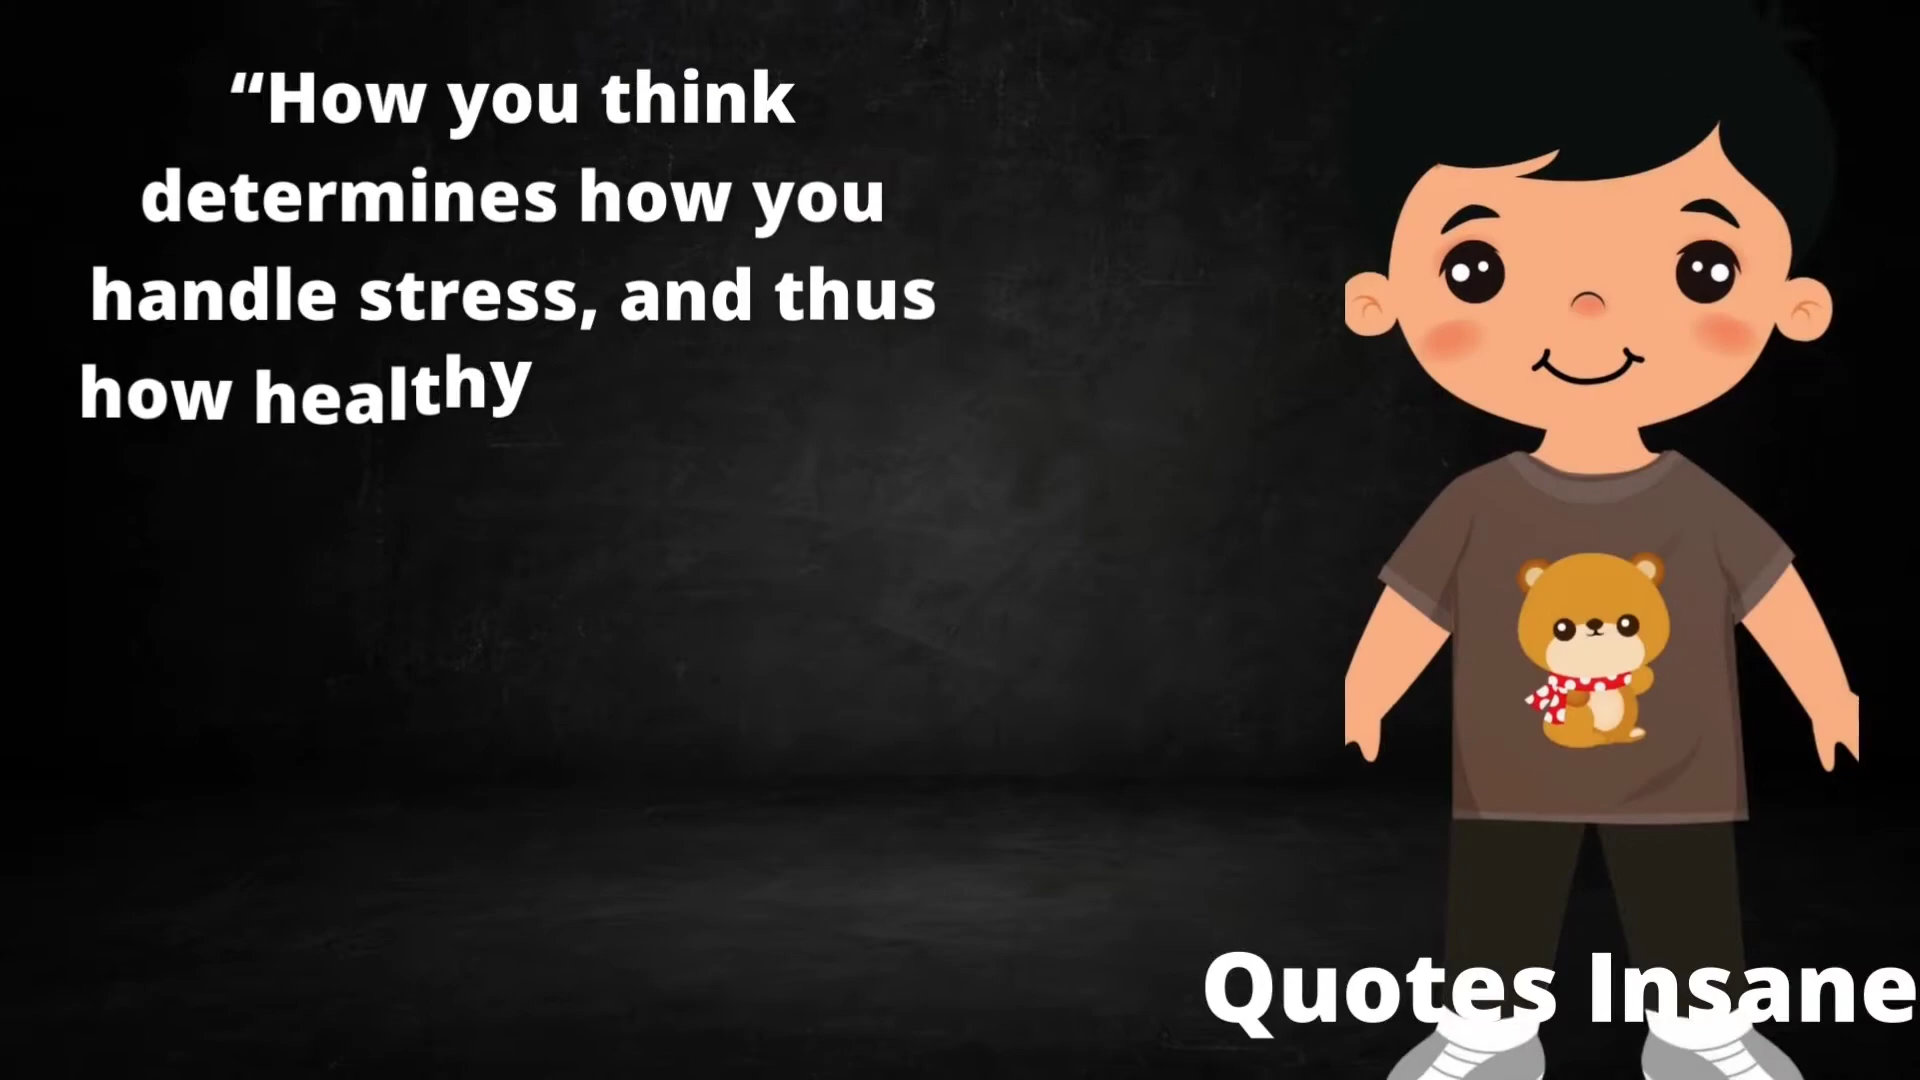 “How you think
determines how you
handle stress, and thus
how healthy
Quotes Insane